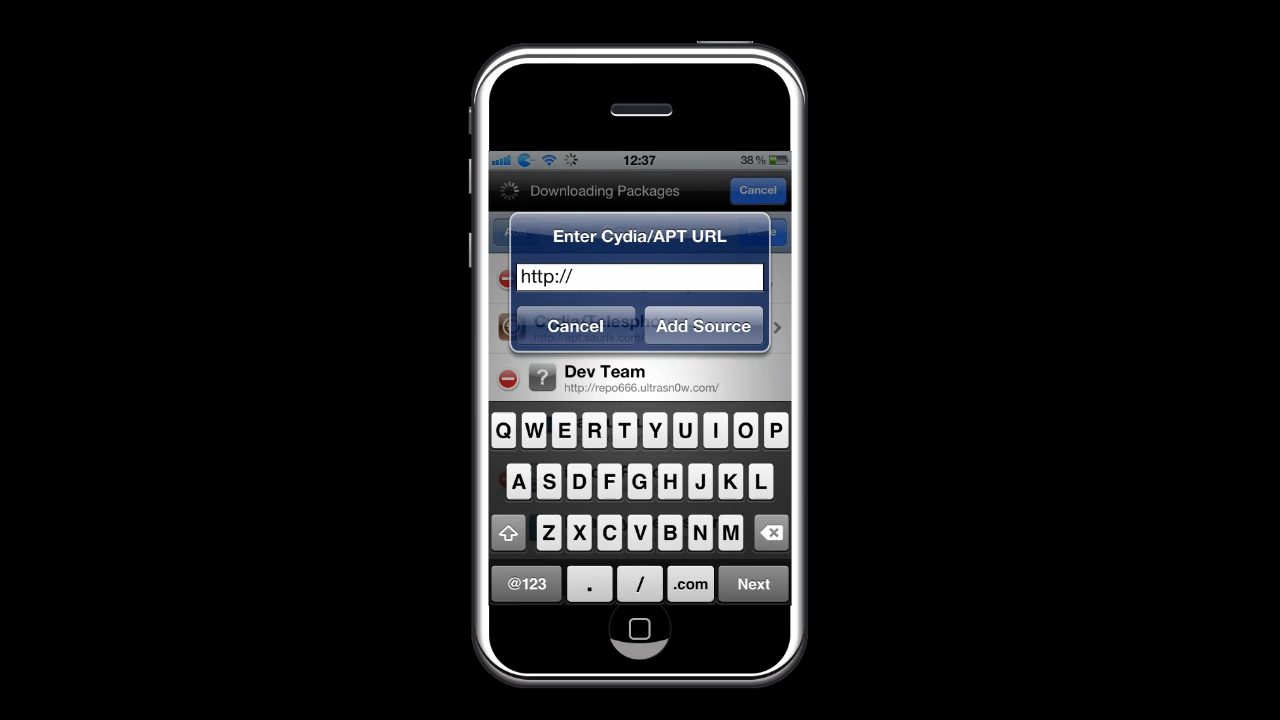 12:37
38%
Downloading Packages
Cancel
Enter Cydia/APT URL
http://
Cancel
Add Source
Dev Team
http://repo666.ultrasn0w.com/
Q W E R T Y U I O P
A S D F G H J K L
Z X C V B N M
@123 . / .com Next